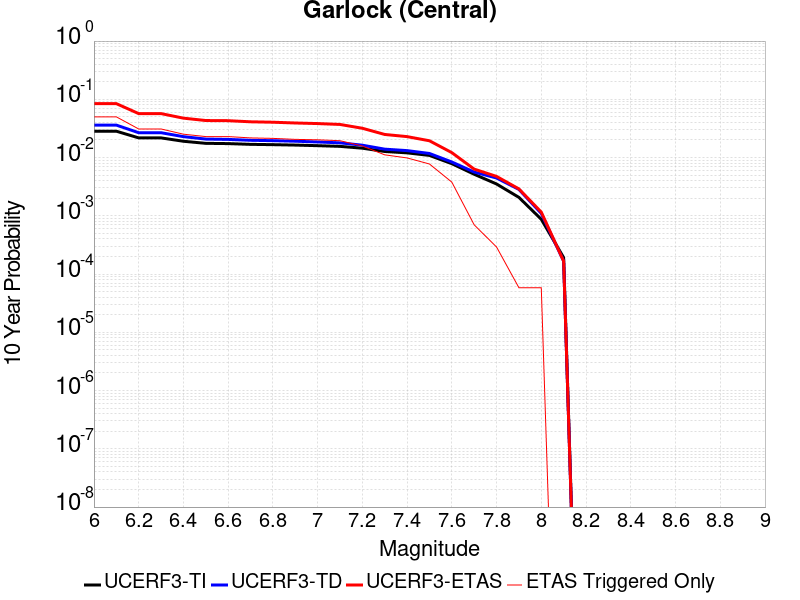 Garlock (Central)
10 0
10 -1
10 -2
10 -3
10 -4
10 -5
10 -6
10 -7
10 -8
10 Year Probability
6 6.2 6.4 6.6 6.8 7 7.2 7.4 7.6 7.8 8 8.2 8.4 8.6 8.8 9
Magnitude
UCERF3-TI UCERF3-TD UCERF3-ETAS ETAS Triggered Only